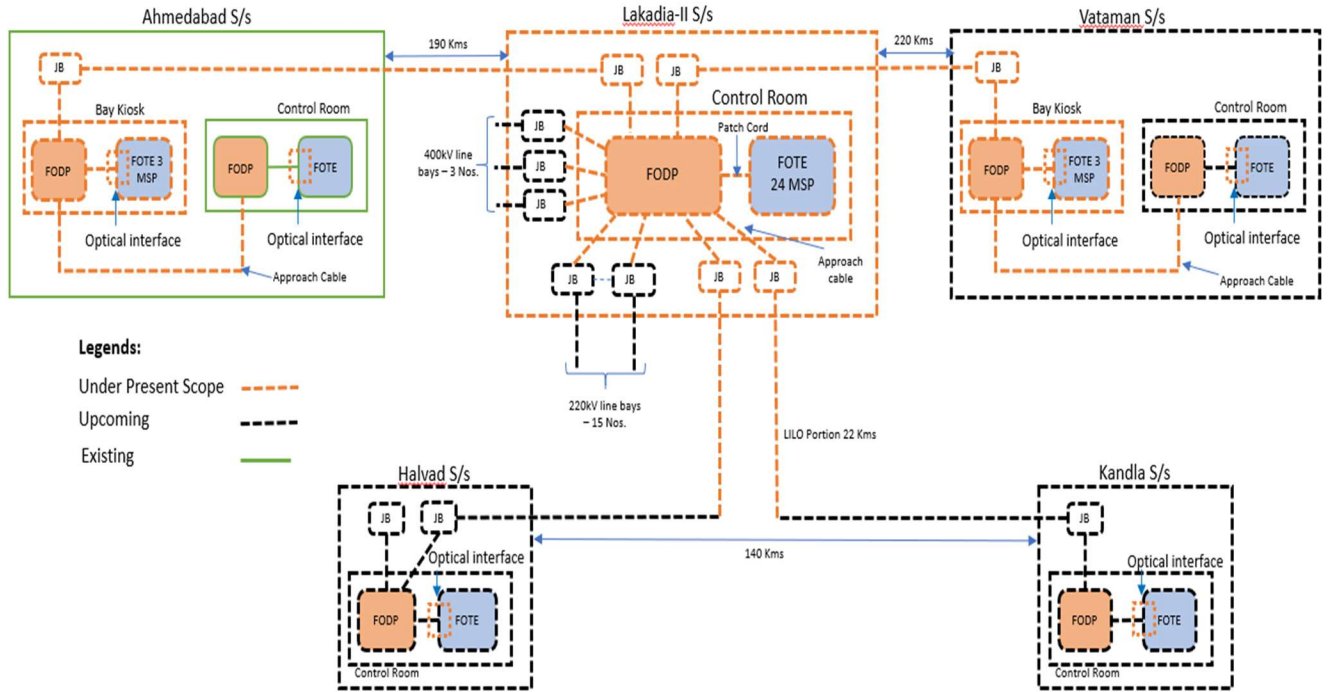 Ahmedabad S/s
Lakadia-II S/s
Vataman S/s
190 Kms
220 Kms
JB
JB
JB
JB
Bay Kiosk
Control Room
FODP
FOTE 3
MSP
FODP
FOTE
Optical interface
Optical interface
Approach Cable
400kV line
bays – 3 Nos.
JB
JB
JB
Control Room
Patch Cord
FODP
FOTE
24 MSP
Approach
cable
JB
JB
JB
JB
Bay Kiosk
Control Room
FODP
FOTE 3
MSP
FODP
FOTE
Optical interface
Optical interface
Approach Cable
Legends:
Under Present Scope
Upcoming
Existing
220kV line bays
– 15 Nos.
LILO Portion 22 Kms
Halvad S/s
Kandla S/s
JB
JB
JB
140 Kms
Optical interface
FODP
FOTE
Control Room
Optical interface
FODP
FOTE
Control Room